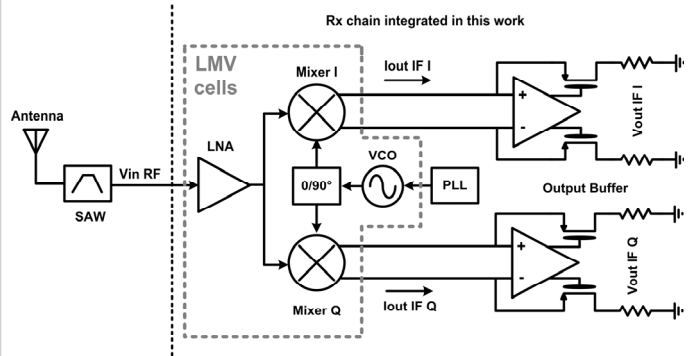 Rx chain integrated in this work
LMV
cells
Mixer I
Iout IF I
Antenna
LNA
VCO
Vout IF I
+
-
Vin RF
0/90°
PLL
SAW
Output Buffer
+
-
Vout IF Q
Mixer Q
Iout IF Q